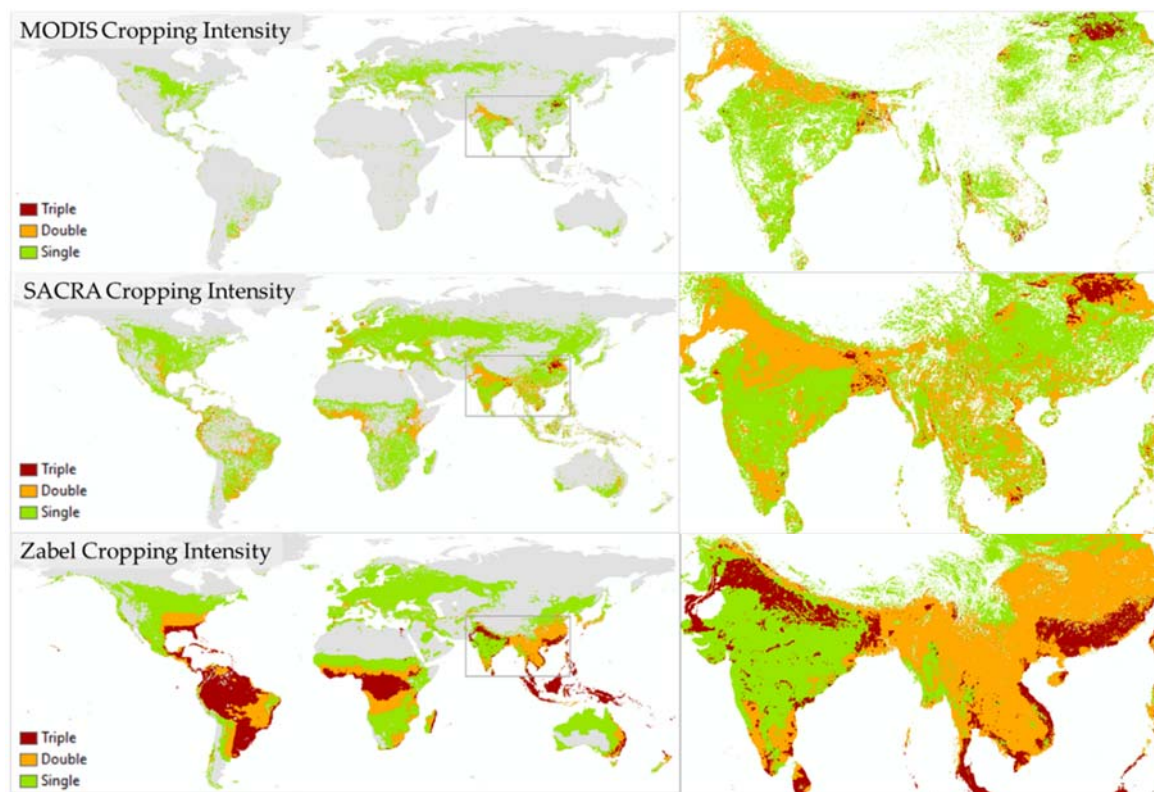 MODIS Cropping Intensity
Triple
Double
Single
SACRA Cropping Intensity
Triple
Double
Single
Zabel Cropping Intensity
Triple
Double
Single